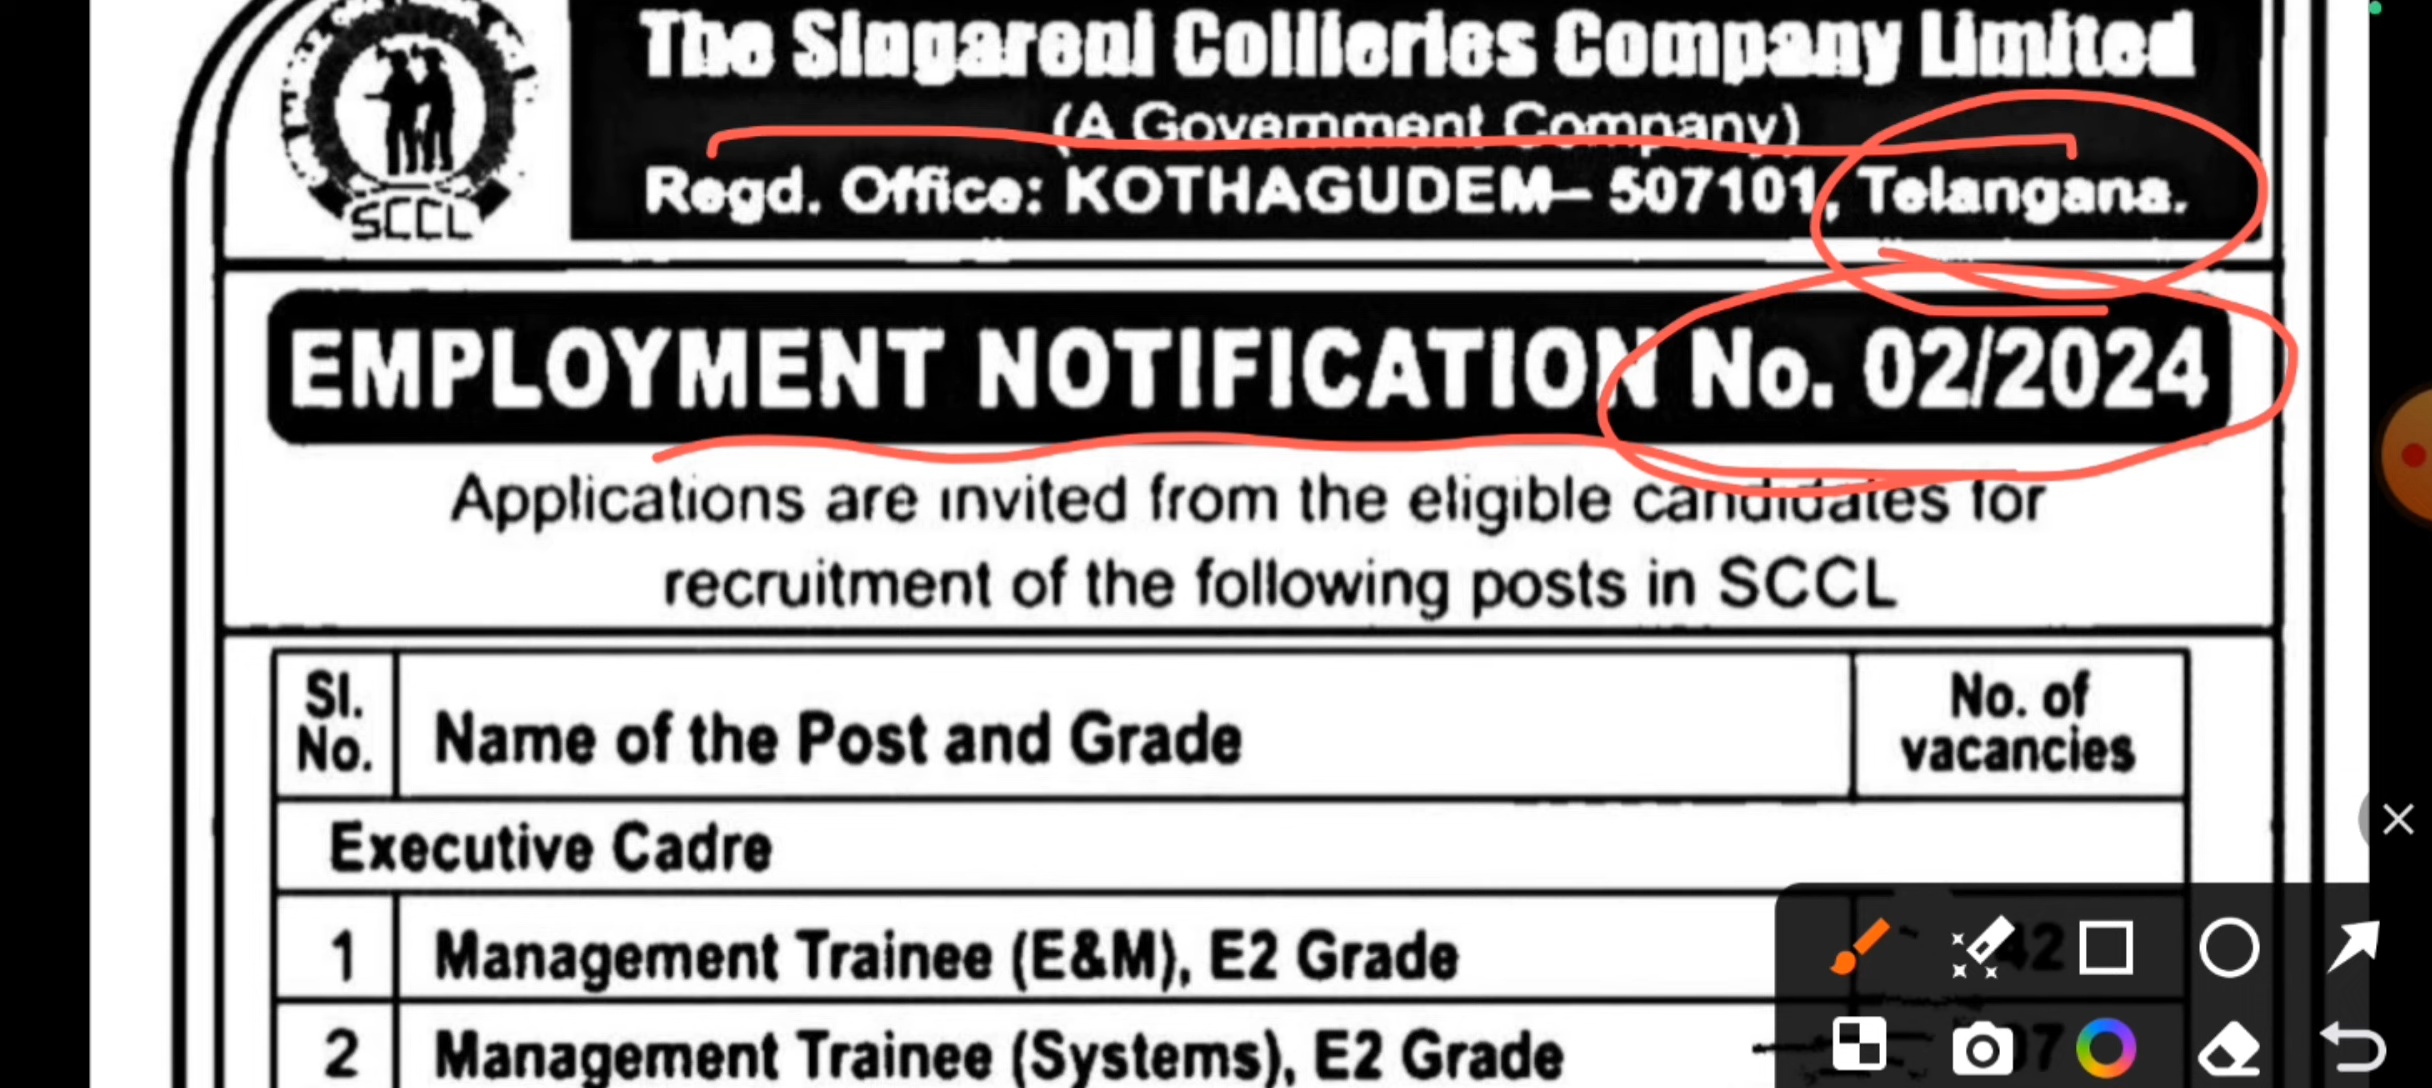 The Singareni Collieries Company Limited
(A Government Company)
Regd. Office: KOTHAGUDEM– 507101, Telangana.
SCCL
EMPLOYMENT NOTIFICATION No. 02/2024
Applications are invited from the eligible candidates for
recruitment of the following posts in SCCL
Sl. No. Name of the Post and Grade No. of vacancies
Executive Cadre
1 Management Trainee (E&M), E2 Grade 42
2 Management Trainee (Systems), E2 Grade 07